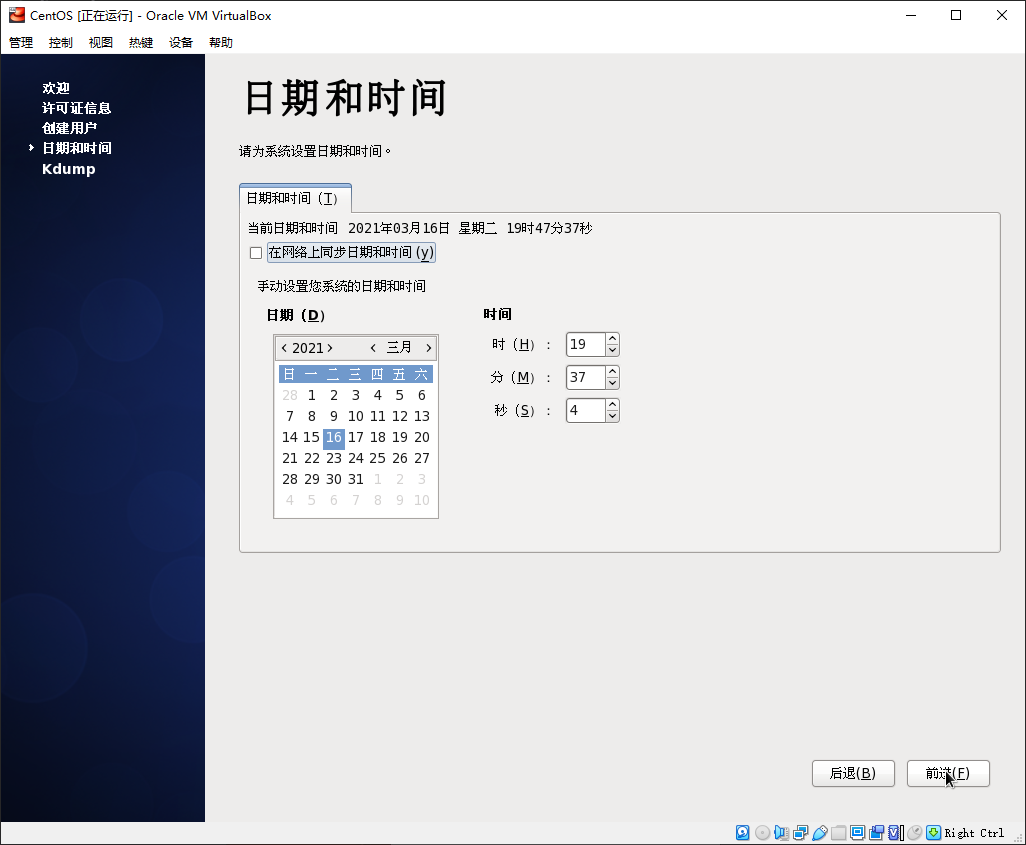 CentOS [正在运行] - Oracle VM VirtualBox
管理 控制 视图 热键 设备 帮助
欢迎
许可证信息
创建用户
日期和时间
Kdump
日期和时间
请为系统设置日期和时间。
日期和时间（T）
当前日期和时间 2021年03月16日 星期二 19时47分37秒
在网络上同步日期和时间 (y)
手动设置您系统的日期和时间
日期（D）
2021 三月
日 一 二 三 四 五 六
28 1 2 3 4 5 6
7 8 9 10 11 12 13
14 15 16 17 18 19 20
21 22 23 24 25 26 27
28 29 30 31 1 2 3
4 5 6 7 8 9 10
时间
时（H）： 19
分（M）： 37
秒（S）： 4
后退(B) 前进(F)
Right Ctrl